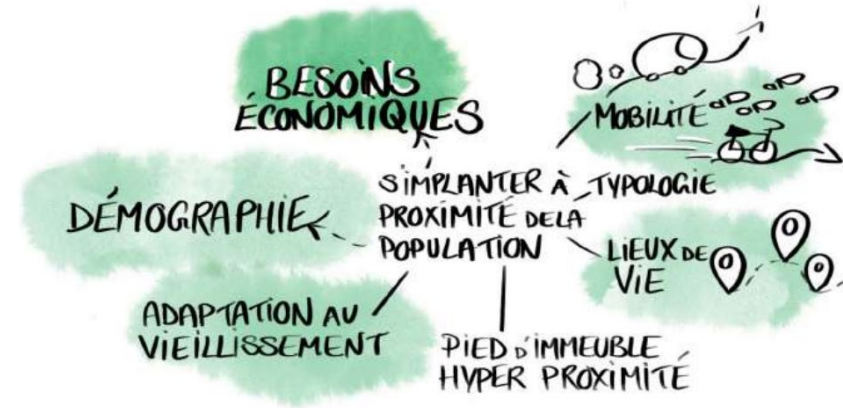 BESOINS
ÉCONOMIQUES
MOBILITÉ
DÉMOGRAPHIE
SIMPLANTER À
PROXIMITÉ DE LA
POPULATION
TYPOLOGIE
LIEUX DE
VIE
ADAPTATION AU
VIEILLISSEMENT
PIED D'IMMEUBLE
HYPER PROXIMITÉ